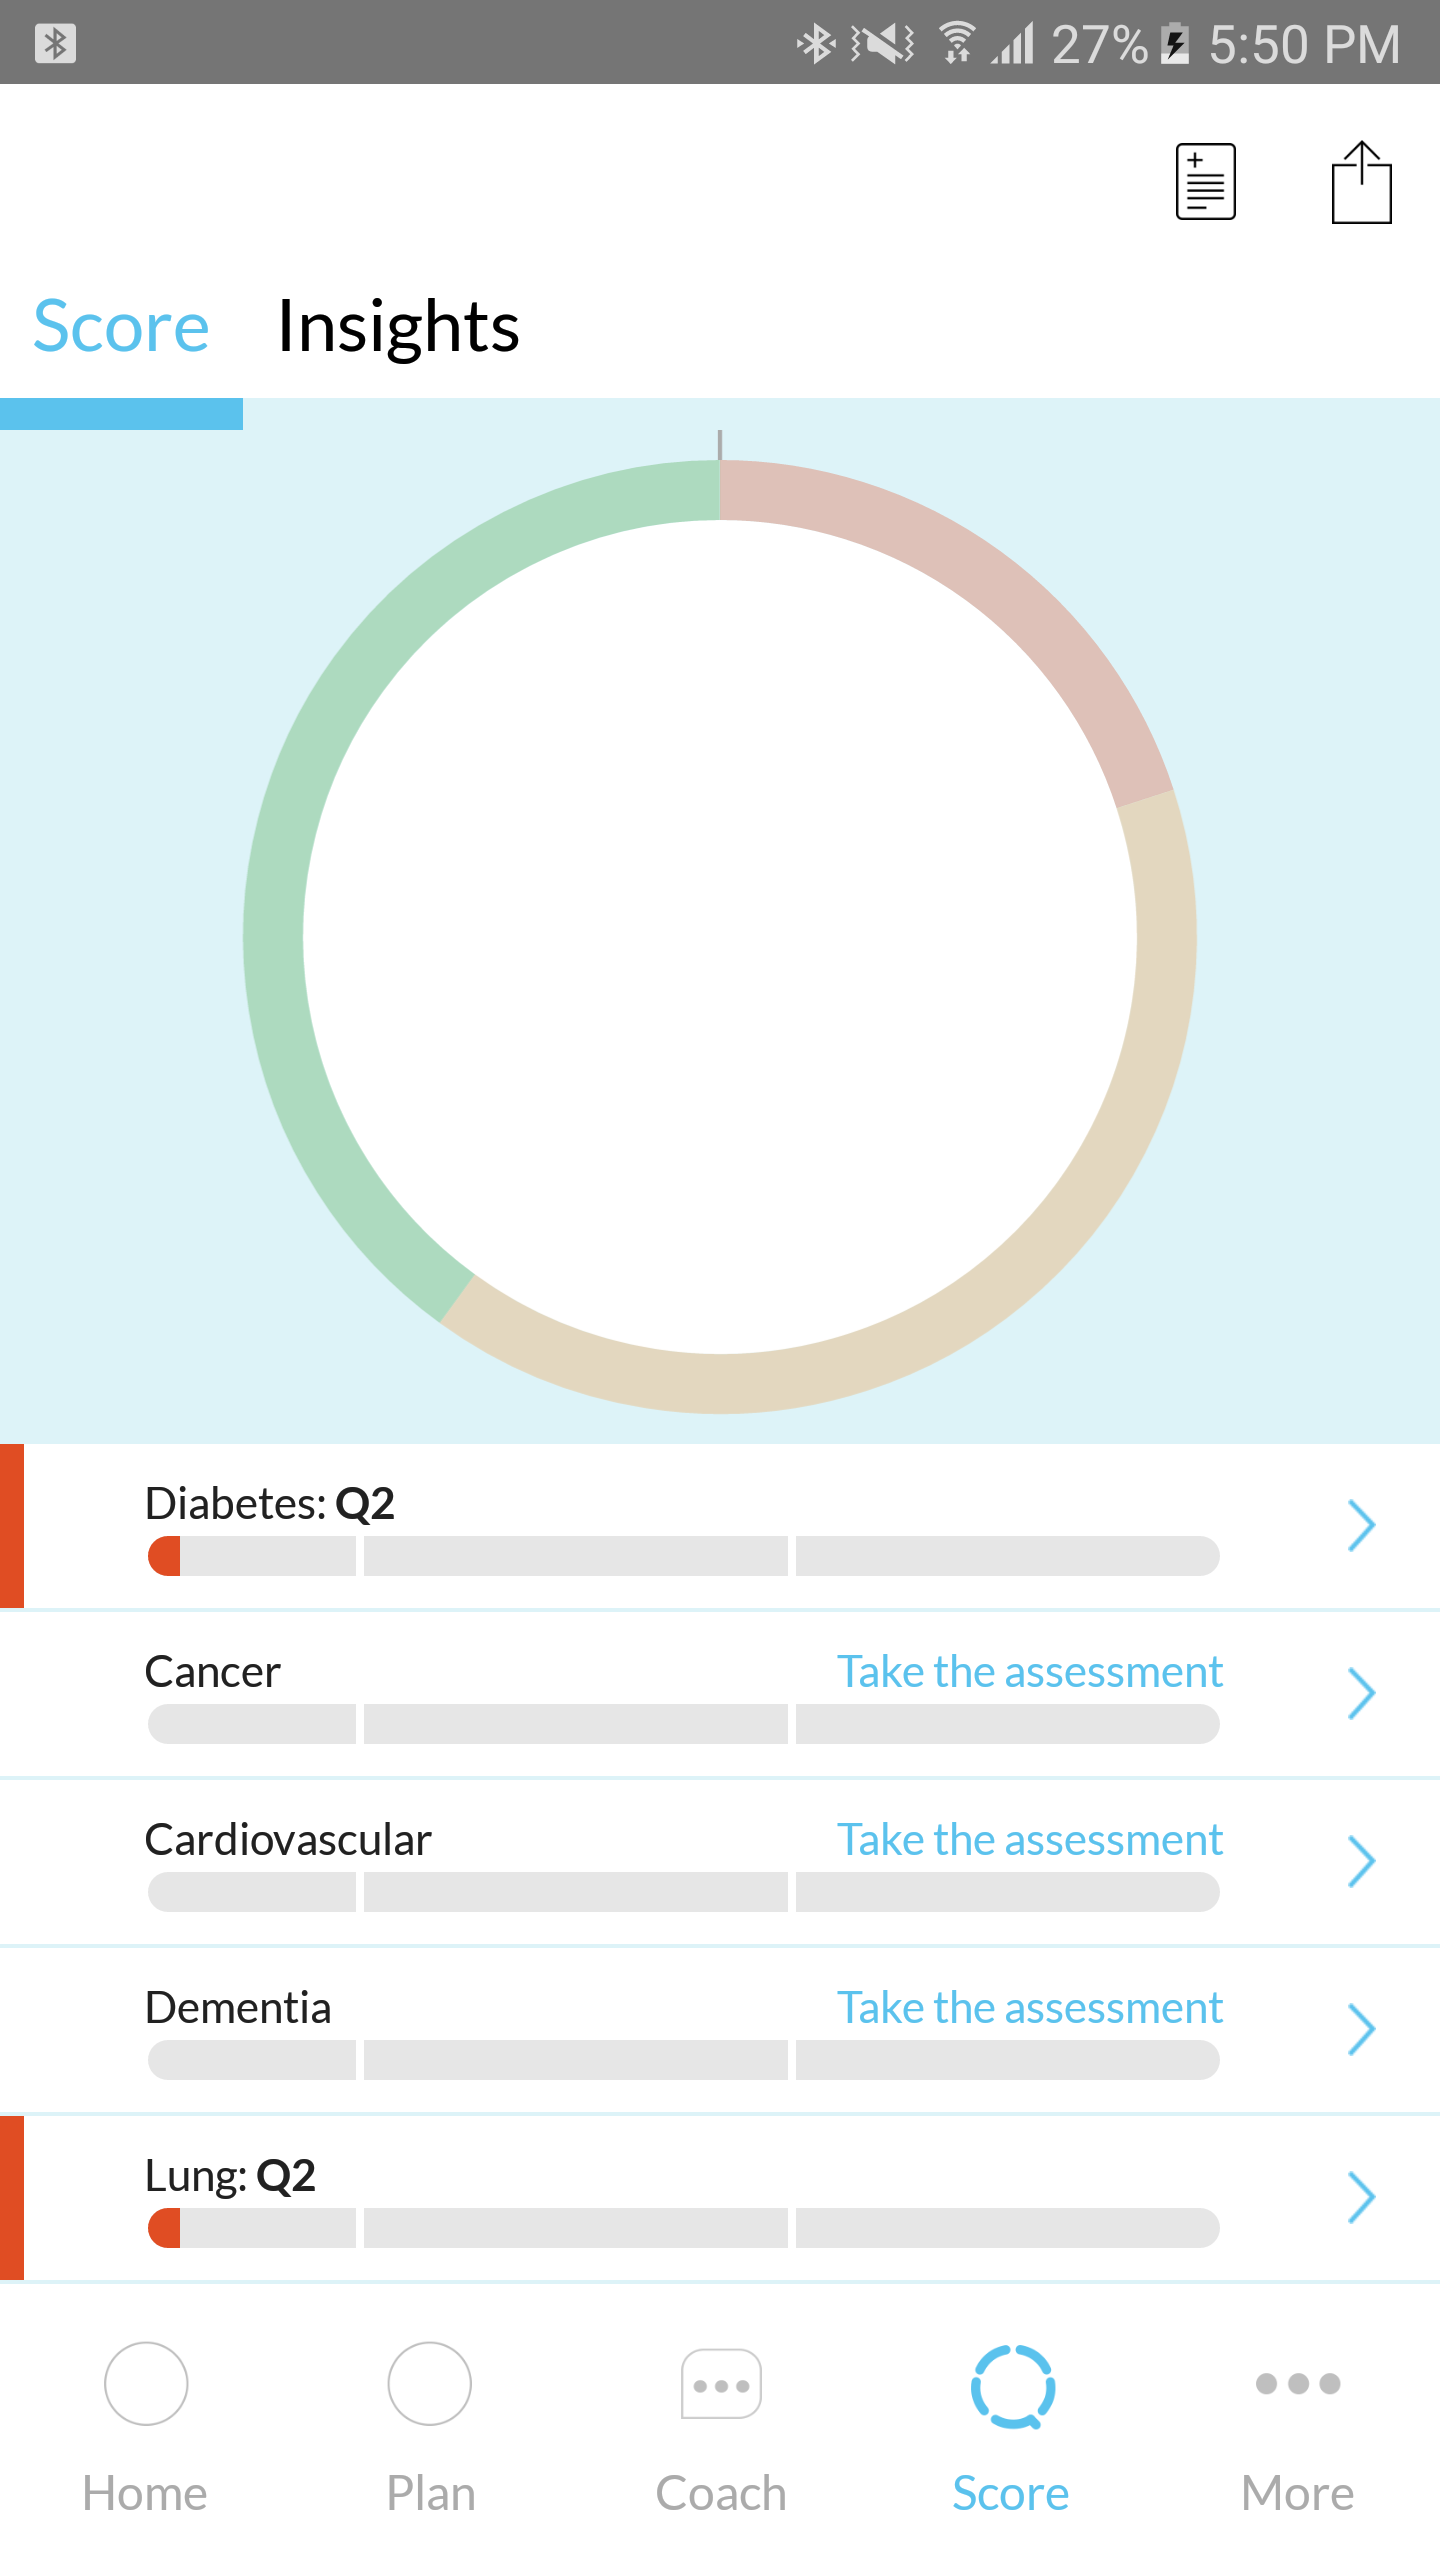 27% 5:50 PM
Score Insights
Diabetes: Q2
Cancer Take the assessment
Cardiovascular Take the assessment
Dementia Take the assessment
Lung: Q2
Home Plan Coach Score More